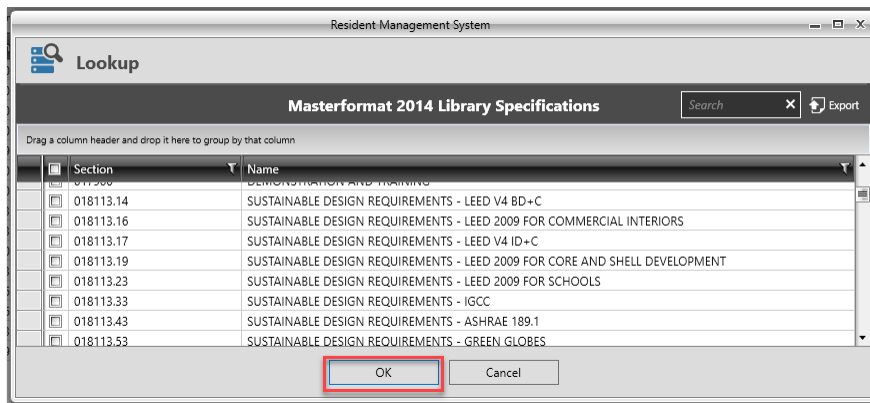 Resident Management System
Lookup
Masterformat 2014 Library Specifications
Search
Export
Drag a column header and drop it here to group by that column
Section Name
017900 DEMONSTRATION AND TRAINING
018113.14 SUSTAINABLE DESIGN REQUIREMENTS - LEED V4 BD+C
018113.16 SUSTAINABLE DESIGN REQUIREMENTS - LEED 2009 FOR COMMERCIAL INTERIORS
018113.17 SUSTAINABLE DESIGN REQUIREMENTS - LEED V4 ID+C
018113.19 SUSTAINABLE DESIGN REQUIREMENTS - LEED 2009 FOR CORE AND SHELL DEVELOPMENT
018113.23 SUSTAINABLE DESIGN REQUIREMENTS - LEED 2009 FOR SCHOOLS
018113.33 SUSTAINABLE DESIGN REQUIREMENTS - IGCC
018113.43 SUSTAINABLE DESIGN REQUIREMENTS - ASHRAE 189.1
018113.53 SUSTAINABLE DESIGN REQUIREMENTS - GREEN GLOBES
OK Cancel